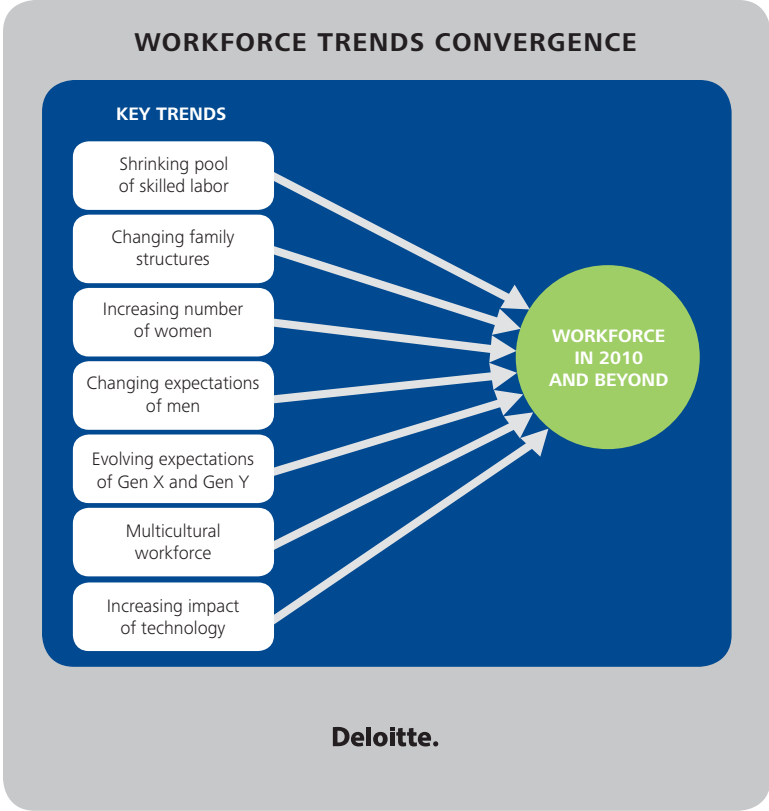 WORKFORCE TRENDS CONVERGENCE
KEY TRENDS
Shrinking pool
of skilled labor
Changing family
structures
Increasing number
of women
Changing expectations
of men
Evolving expectations
of Gen X and Gen Y
Multicultural
workforce
Increasing impact
of technology
WORKFORCE
IN 2010
AND BEYOND
Deloitte.